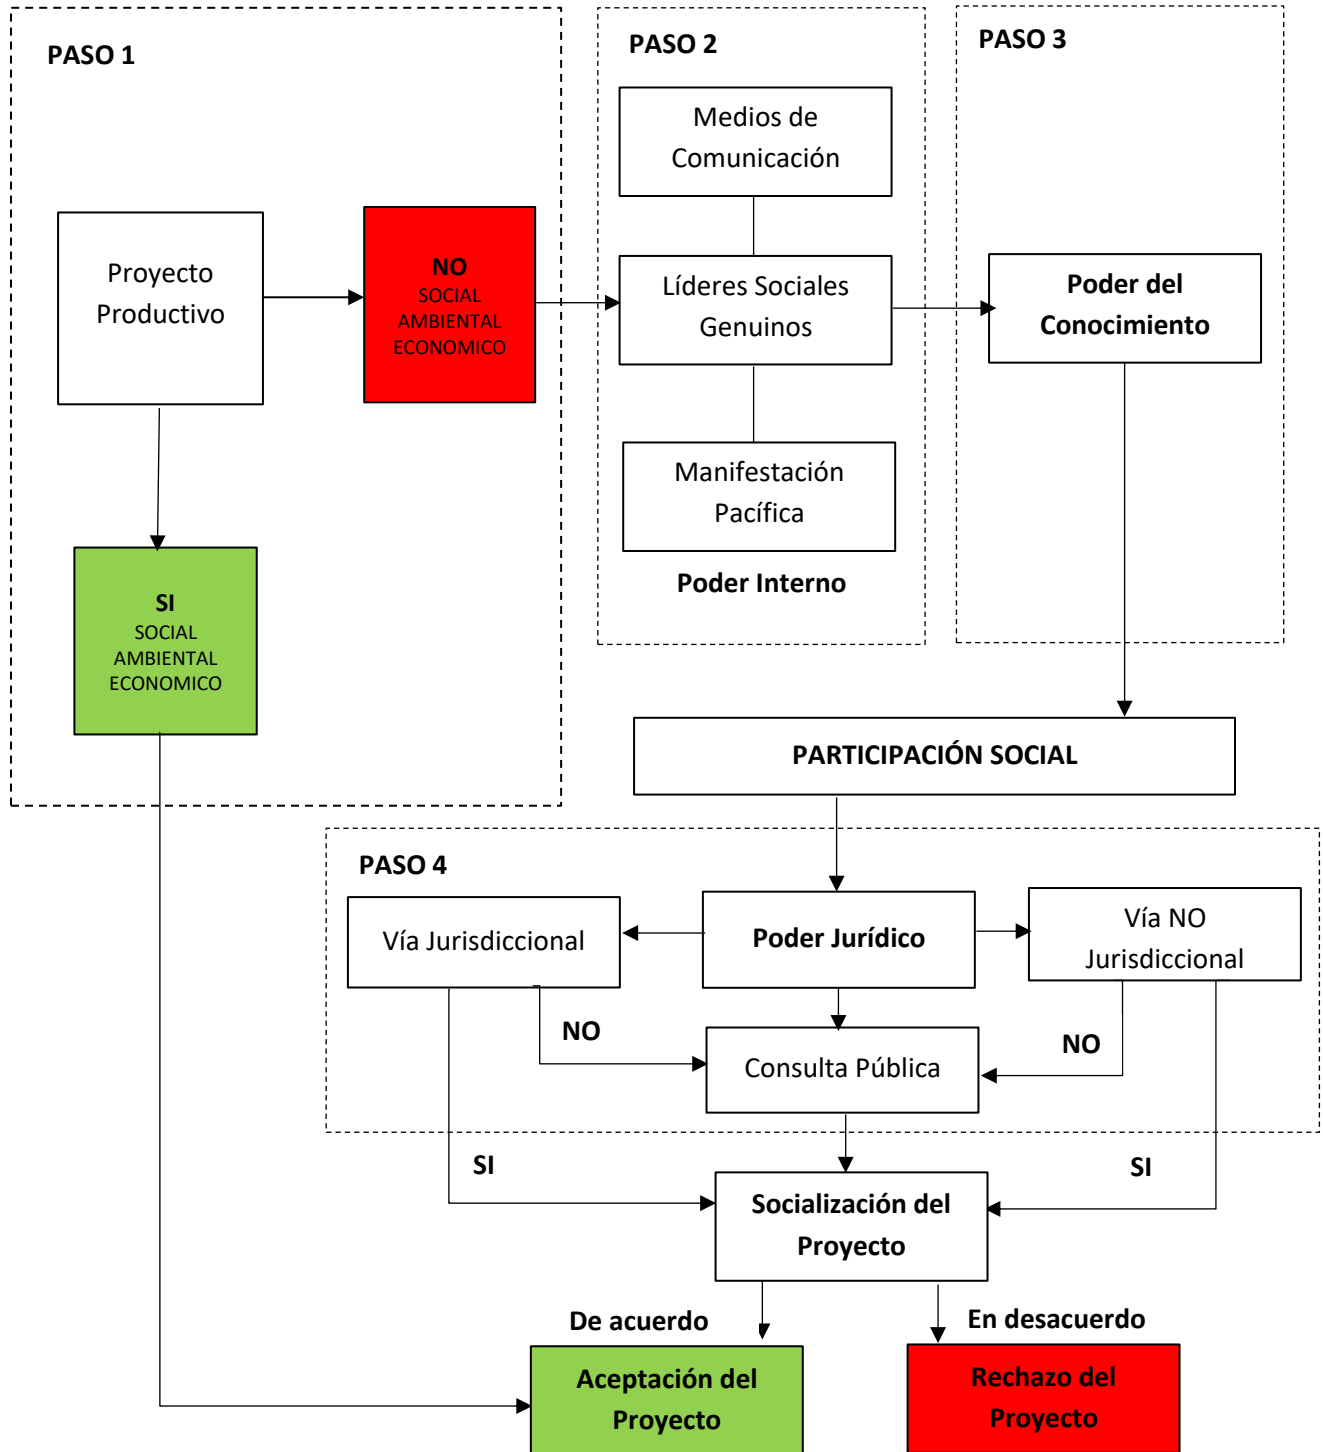 PASO 1
Proyecto
Productivo
NO
SOCIAL
AMBIENTAL
ECONOMICO
SI
SOCIAL
AMBIENTAL
ECONOMICO
PASO 2
Medios de
Comunicación
Líderes Sociales
Genuinos
Manifestación
Pacífica
Poder Interno
PASO 3
Poder del
Conocimiento
PARTICIPACIÓN SOCIAL
PASO 4
Vía Jurisdiccional
Poder Jurídico
Vía NO
Jurisdiccional
NO
Consulta Pública
NO
SI
Socialización del
Proyecto
SI
De acuerdo
En desacuerdo
Aceptación del
Proyecto
Rechazo del
Proyecto